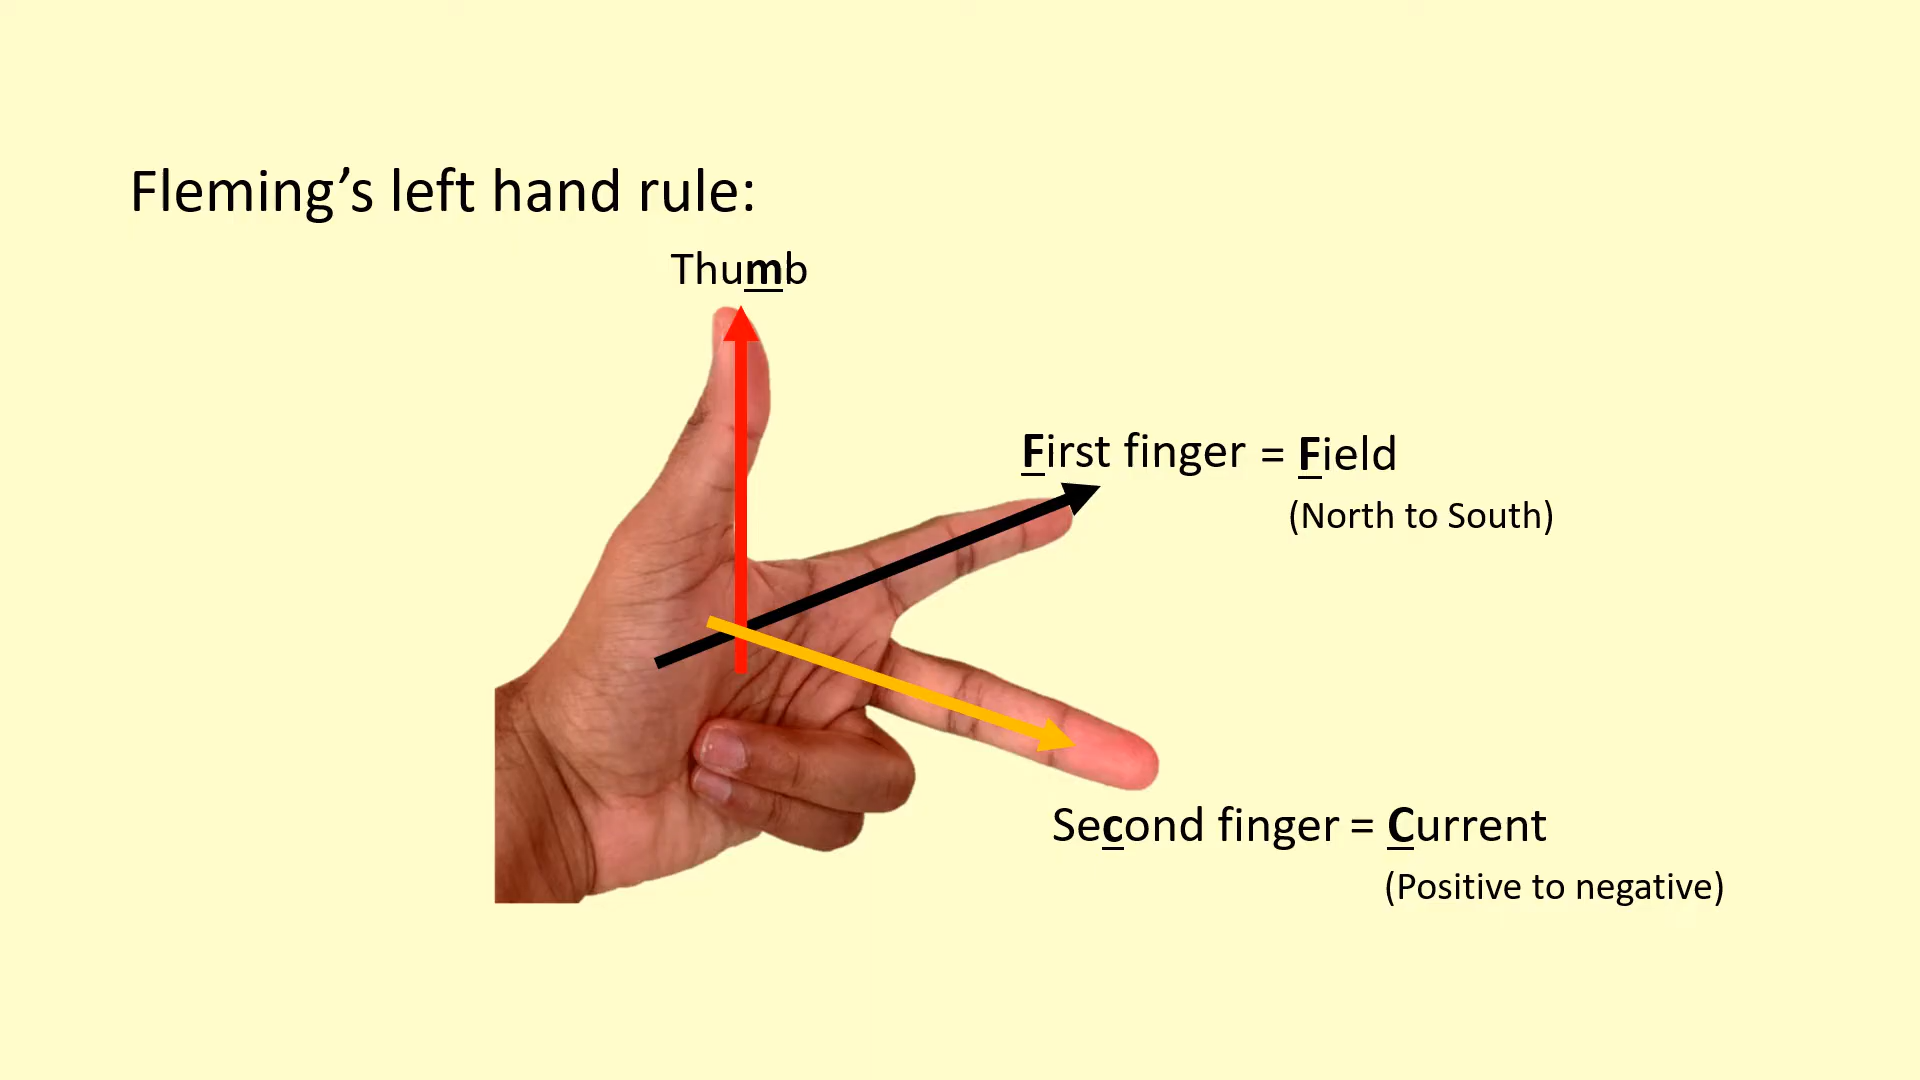 Fleming’s left hand rule:
Thumb
First finger = Field
(North to South)
Second finger = Current
(Positive to negative)